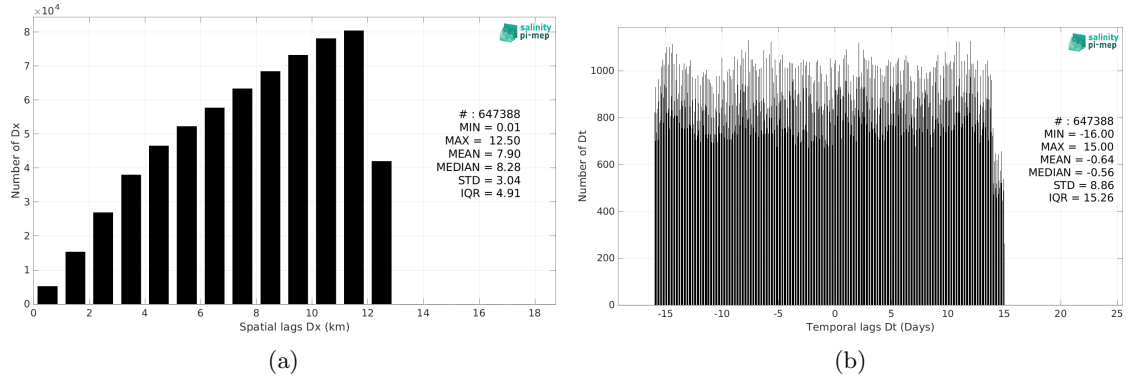 ×10⁴
8
7
6
5
4
3
2
1
0
Number of Dx
0 2 4 6 8 10 12 14 16 18
Spatial lags Dx (km)
salinity
pi-mep
# : 647388
MIN = 0.01
MAX = 12.50
MEAN = 7.90
MEDIAN = 8.28
STD = 3.04
IQR = 4.91
(a)
1000
800
600
400
200
0
Number of Dt
-15 -10 -5 0 5 10 15 20 25
Temporal lags Dt (Days)
salinity
pi-mep
# : 647388
MIN = -16.00
MAX = 15.00
MEAN = -0.64
MEDIAN = -0.56
STD = 8.86
IQR = 15.26
(b)